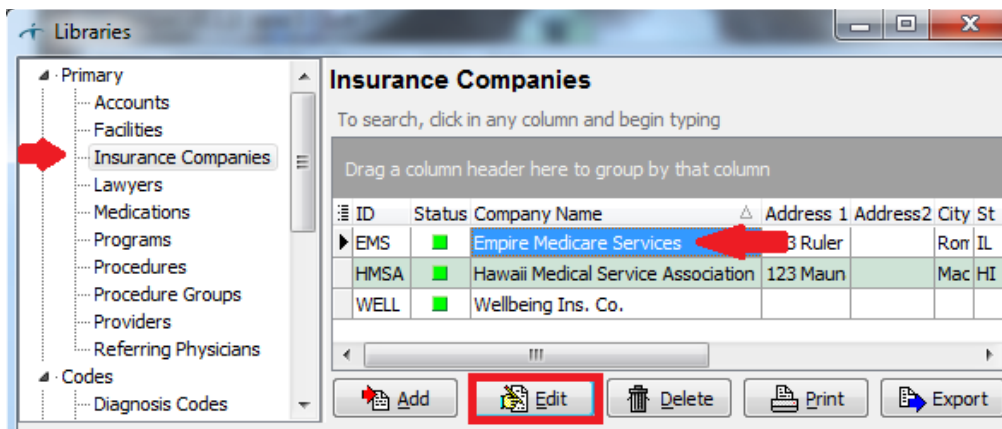 Libraries
Primary
Accounts
Facilities
Insurance Companies
Lawyers
Medications
Programs
Procedures
Procedure Groups
Providers
Referring Physicians
Codes
Diagnosis Codes
Insurance Companies
To search, click in any column and begin typing
Drag a column header here to group by that column
ID Status Company Name Address 1 Address2 City St
EMS Empire Medicare Services 3 Ruler Rom IL
HMSA Hawaii Medical Service Association 123 Maun Mac HI
WELL Wellbeing Ins. Co.
Add Edit Delete Print Export